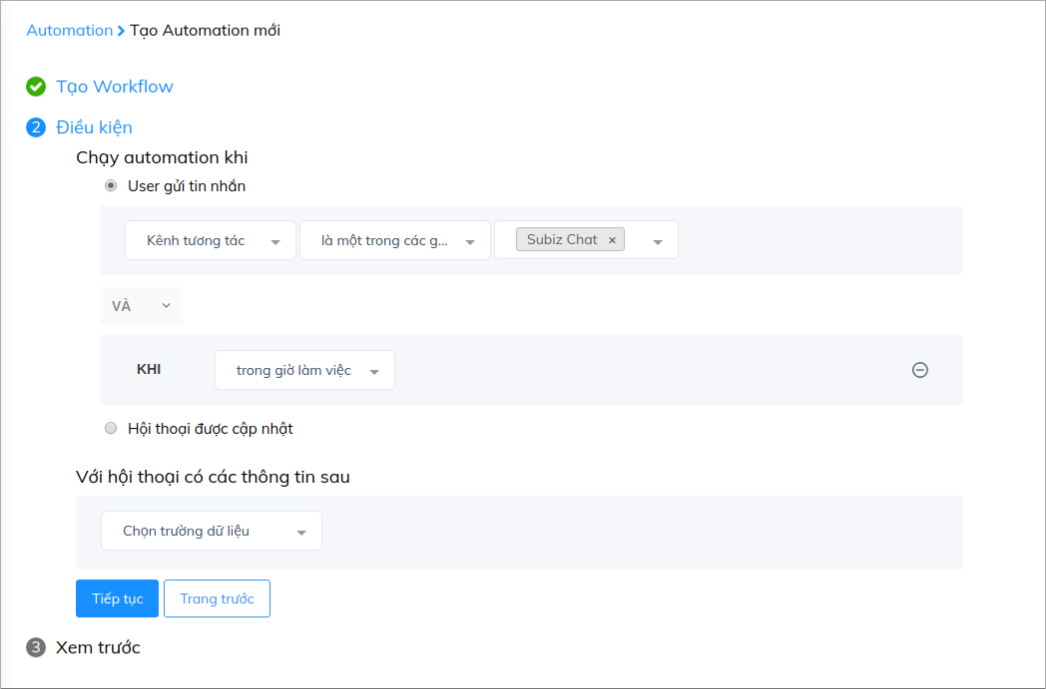 Automation > Tạo Automation mới
Tạo Workflow
2 Điều kiện
Chạy automation khi
User gửi tin nhắn
Kênh tương tác là một trong các g... Subiz Chat ×
VÀ
KHI trong giờ làm việc
Hội thoại được cập nhật
Với hội thoại có các thông tin sau
Chọn trường dữ liệu
Tiếp tục Trang trước
3 Xem trước